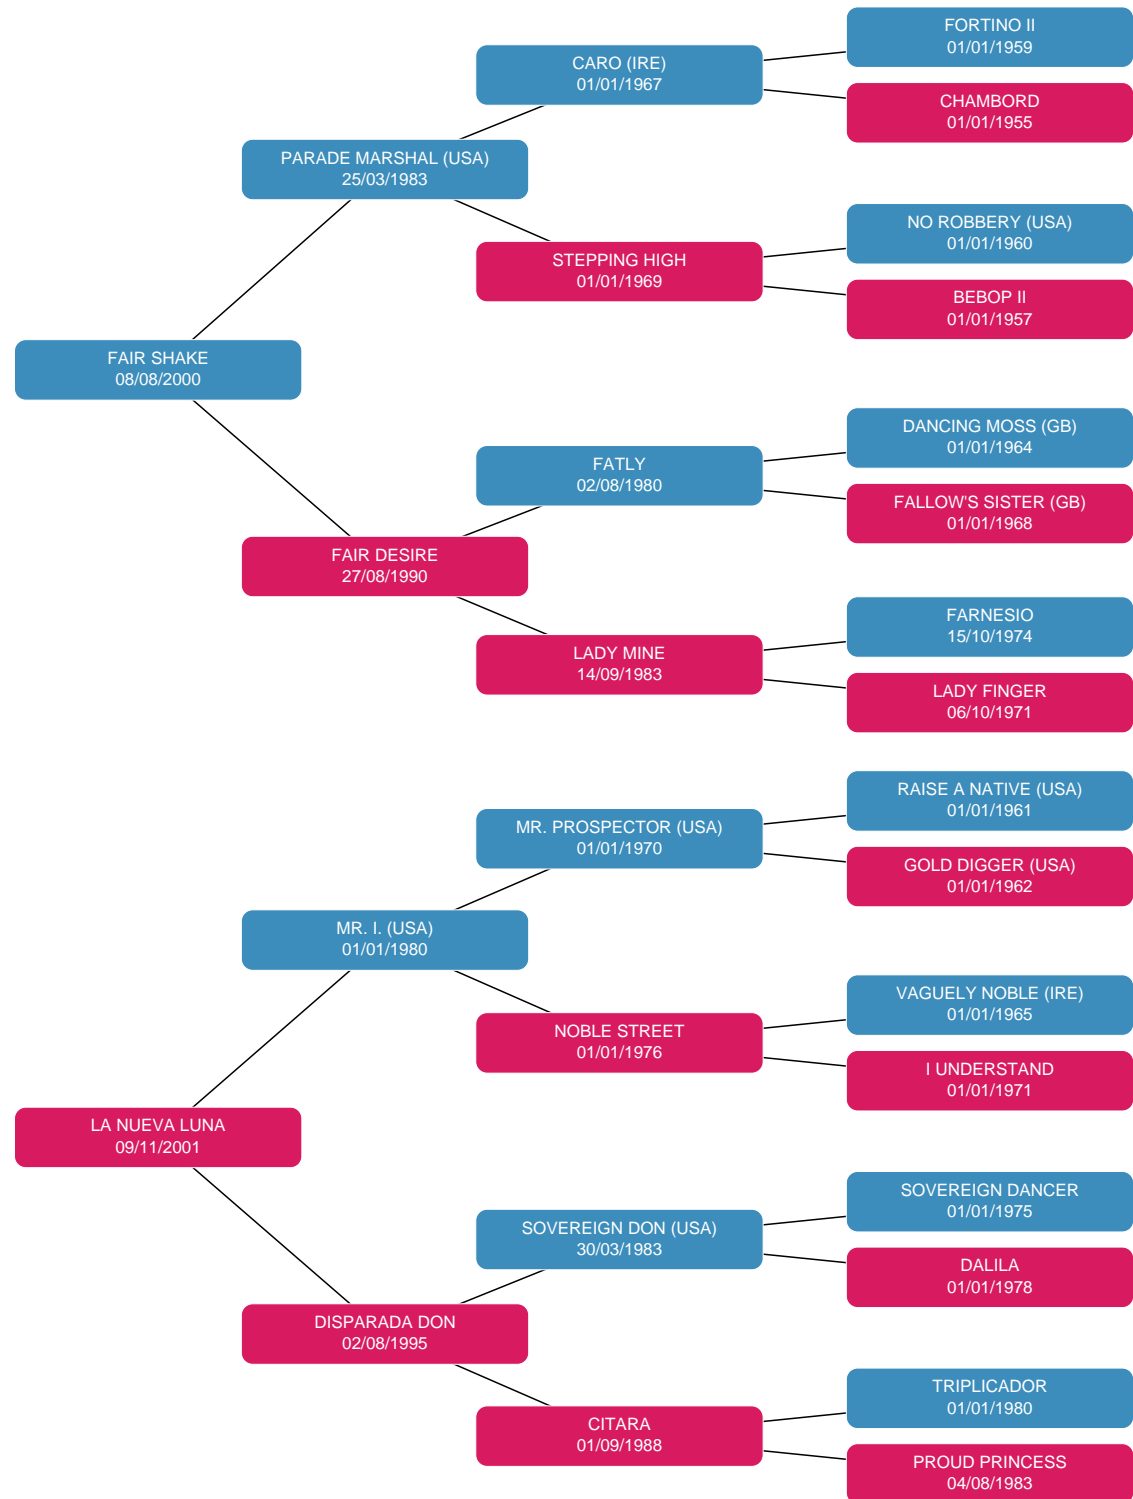 FORTINO II
01/01/1959
CARO (IRE)
01/01/1967
CHAMBORD
01/01/1955
PARADE MARSHAL (USA)
25/03/1983
NO ROBBERY (USA)
01/01/1960
STEPPING HIGH
01/01/1969
BEBOP II
01/01/1957
FAIR SHAKE
08/08/2000
DANCING MOSS (GB)
01/01/1964
FATLY
02/08/1980
FALLOW'S SISTER (GB)
01/01/1968
FAIR DESIRE
27/08/1990
FARNESIO
15/10/1974
LADY MINE
14/09/1983
LADY FINGER
06/10/1971
RAISE A NATIVE (USA)
01/01/1961
MR. PROSPECTOR (USA)
01/01/1970
GOLD DIGGER (USA)
01/01/1962
MR. I. (USA)
01/01/1980
VAGUELY NOBLE (IRE)
01/01/1965
NOBLE STREET
01/01/1976
I UNDERSTAND
01/01/1971
LA NUEVA LUNA
09/11/2001
SOVEREIGN DANCER
01/01/1975
SOVEREIGN DON (USA)
30/03/1983
DALILA
01/01/1978
DISPARADA DON
02/08/1995
TRIPLICADOR
01/01/1980
CITARA
01/09/1988
PROUD PRINCESS
04/08/1983